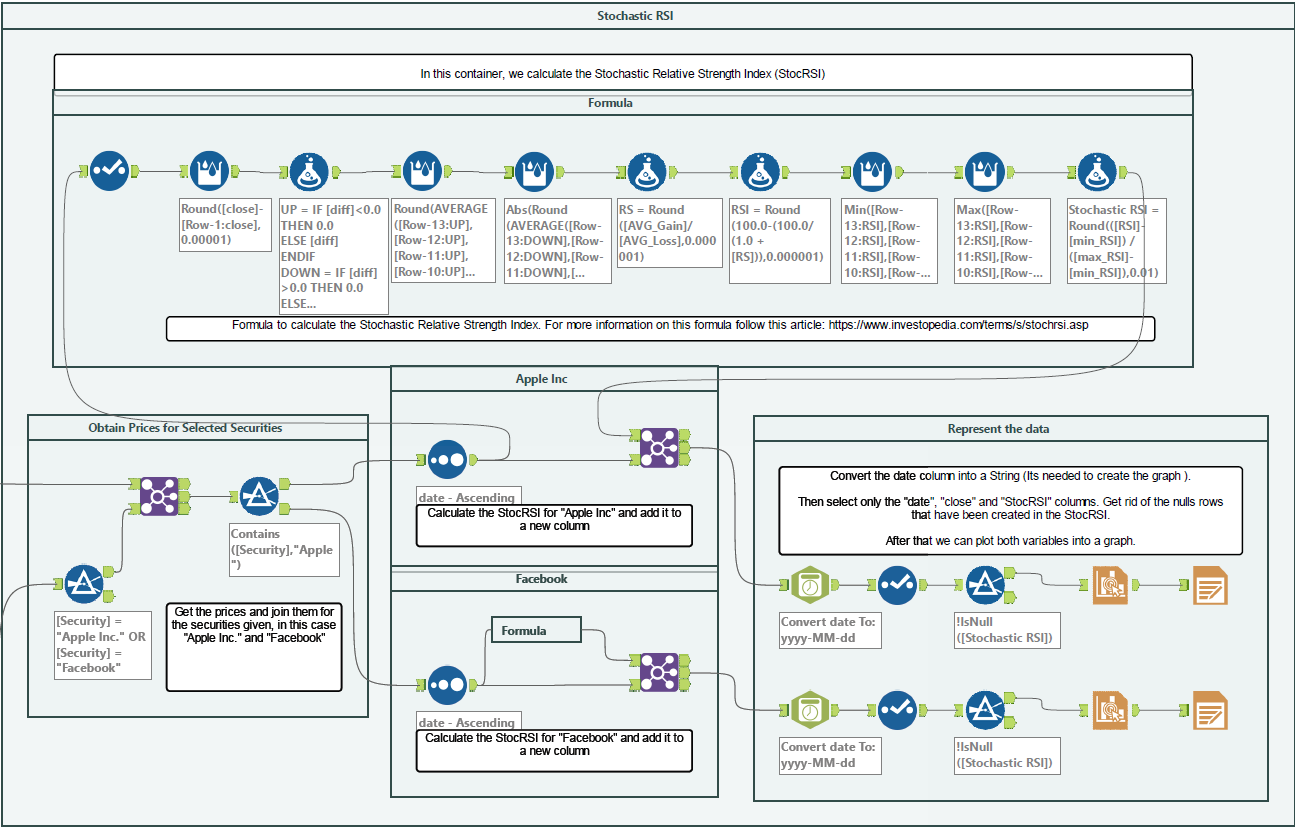 Stochastic RSI
In this container, we calculate the Stochastic Relative Strength Index (StocRSI)
Formula
Round([close]-
[Row-1:close],
0.00001)
UP = IF [diff]<0.0
THEN 0.0
ELSE [diff]
ENDIF
DOWN = IF [diff]
>0.0 THEN 0.0
ELSE...
Round(AVERAGE
([Row-13:UP],
[Row-12:UP],
[Row-11:UP],
[Row-10:UP]...
Abs(Round
(AVERAGE([Row-
13:DOWN],[Row-
12:DOWN],[Row-
11:DOWN],[...
RS = Round
([AVG_Gain]/
[AVG_Loss],0.000
001)
RSI = Round
(100.0-(100.0/
(1.0 +
[RS])),0.000001)
Min([Row-
13:RSI],[Row-
12:RSI],[Row-
11:RSI],[Row-
10:RSI],[Row-...
Max([Row-
13:RSI],[Row-
12:RSI],[Row-
11:RSI],[Row-
10:RSI],[Row-...
Stochastic RSI =
Round(([RSI]-
[min_RSI]) /
([max_RSI]-
[min_RSI]),0.01)
Formula to calculate the Stochastic Relative Strength Index. For more information on this formula follow this article: https://www.investopedia.com/terms/s/stochrsi.asp
Obtain Prices for Selected Securities
Contains
([Security],"Apple
")
[Security] =
"Apple Inc." OR
[Security] =
"Facebook"
Get the prices and join them for
the securities given, in this case
"Apple Inc." and "Facebook"
Apple Inc
date - Ascending
Calculate the StocRSI for "Apple Inc" and add it to
a new column
Facebook
Formula
date - Ascending
Calculate the StocRSI for "Facebook" and add it to
a new column
Represent the data
Convert the date column into a String (Its needed to create the graph ).
Then select only the "date", "close" and "StocRSI" columns. Get rid of the nulls rows
that have been created in the StocRSI.
After that we can plot both variables into a graph.
Convert date To:
yyyy-MM-dd
!IsNull
([Stochastic RSI])
Convert date To:
yyyy-MM-dd
!IsNull
([Stochastic RSI])